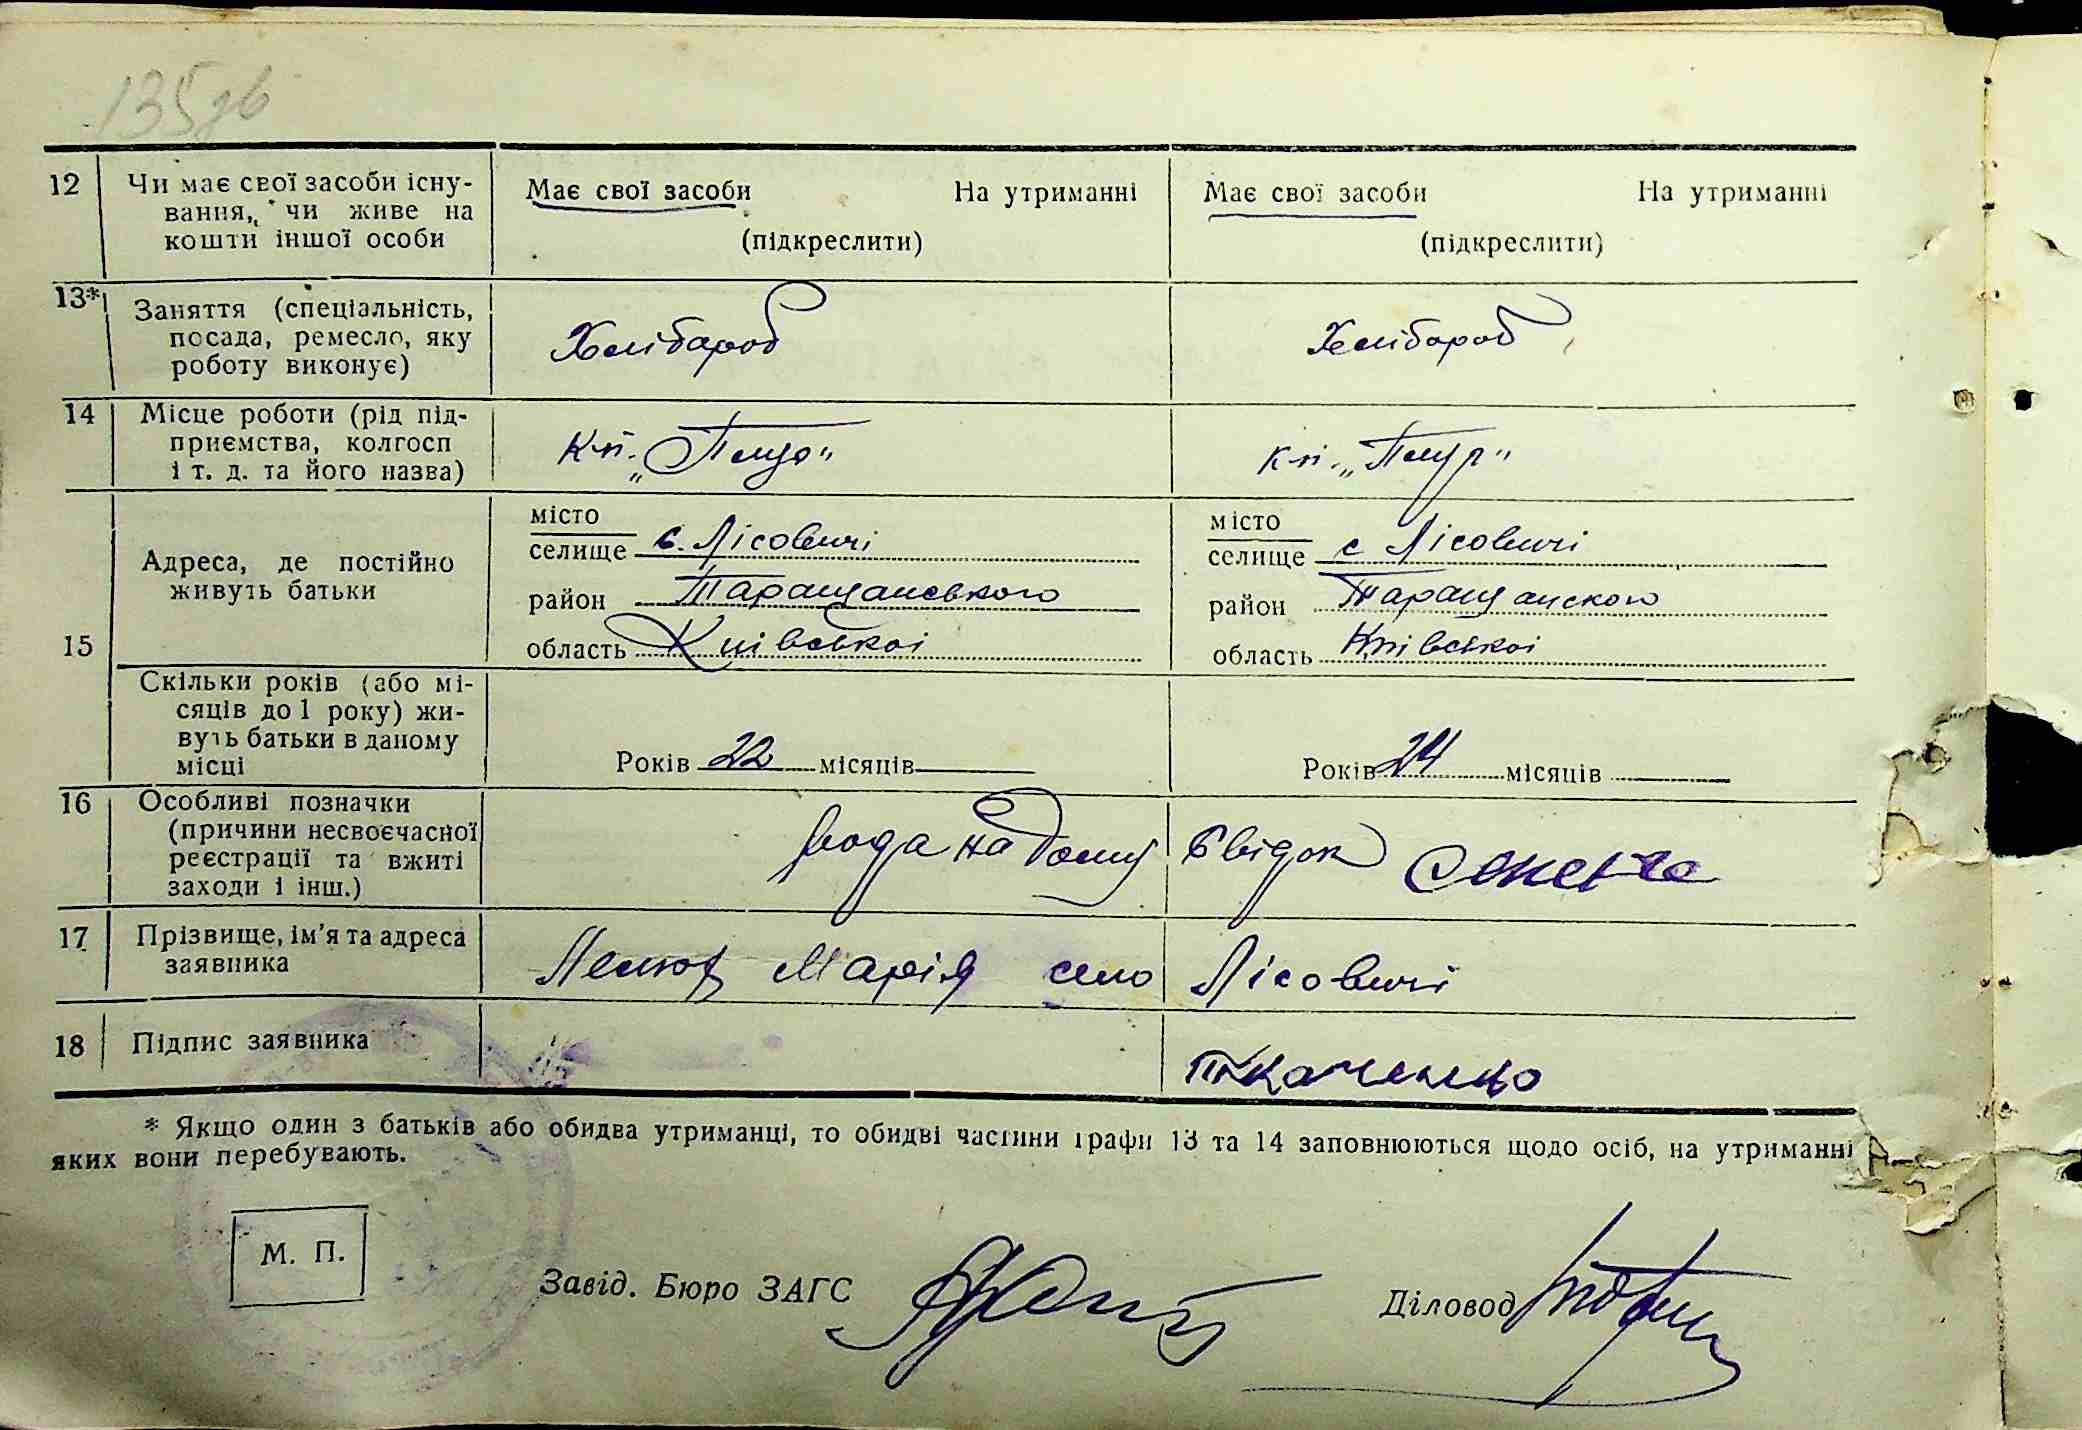 135зв
12 Чи має свої засоби існу- Має свої засоби На утриманні Має свої засоби На утриманні
вання, чи живе на
кошти іншої особи (підкреслити) (підкреслити)
13* Заняття (спеціальність,
посада, ремесло, яку Хлібароб Хлібороб
роботу виконує)
14 Місце роботи (рід під-
приємства, колгосп
і т. д. та його назва)
15 Адреса, де постійно живуть батьки
місто місто
селище с. Лісовичі селище с Лісовичі
район Таращанського район Таращанского
область Київської область Київської
Скільки років (або мі-
сяців до 1 року) жи-
вуть батьки в даному
місці Років 22 місяців Років 24 місяців
16 Особливі позначки
(причини несвоєчасної на дому Свідок
реєстрації та вжиті
заходи і інш.)
17 Прізвище, ім'я та адреса Марія село Лісовичі
заявника
18 Підпис заявника Ткаченко
* Якщо один з батьків або обидва утриманці, то обидві частини графи 13 та 14 заповнюються щодо осіб, на утриманні
яких вони перебувають.
М. П.
Завід. Бюро ЗАГС Діловод